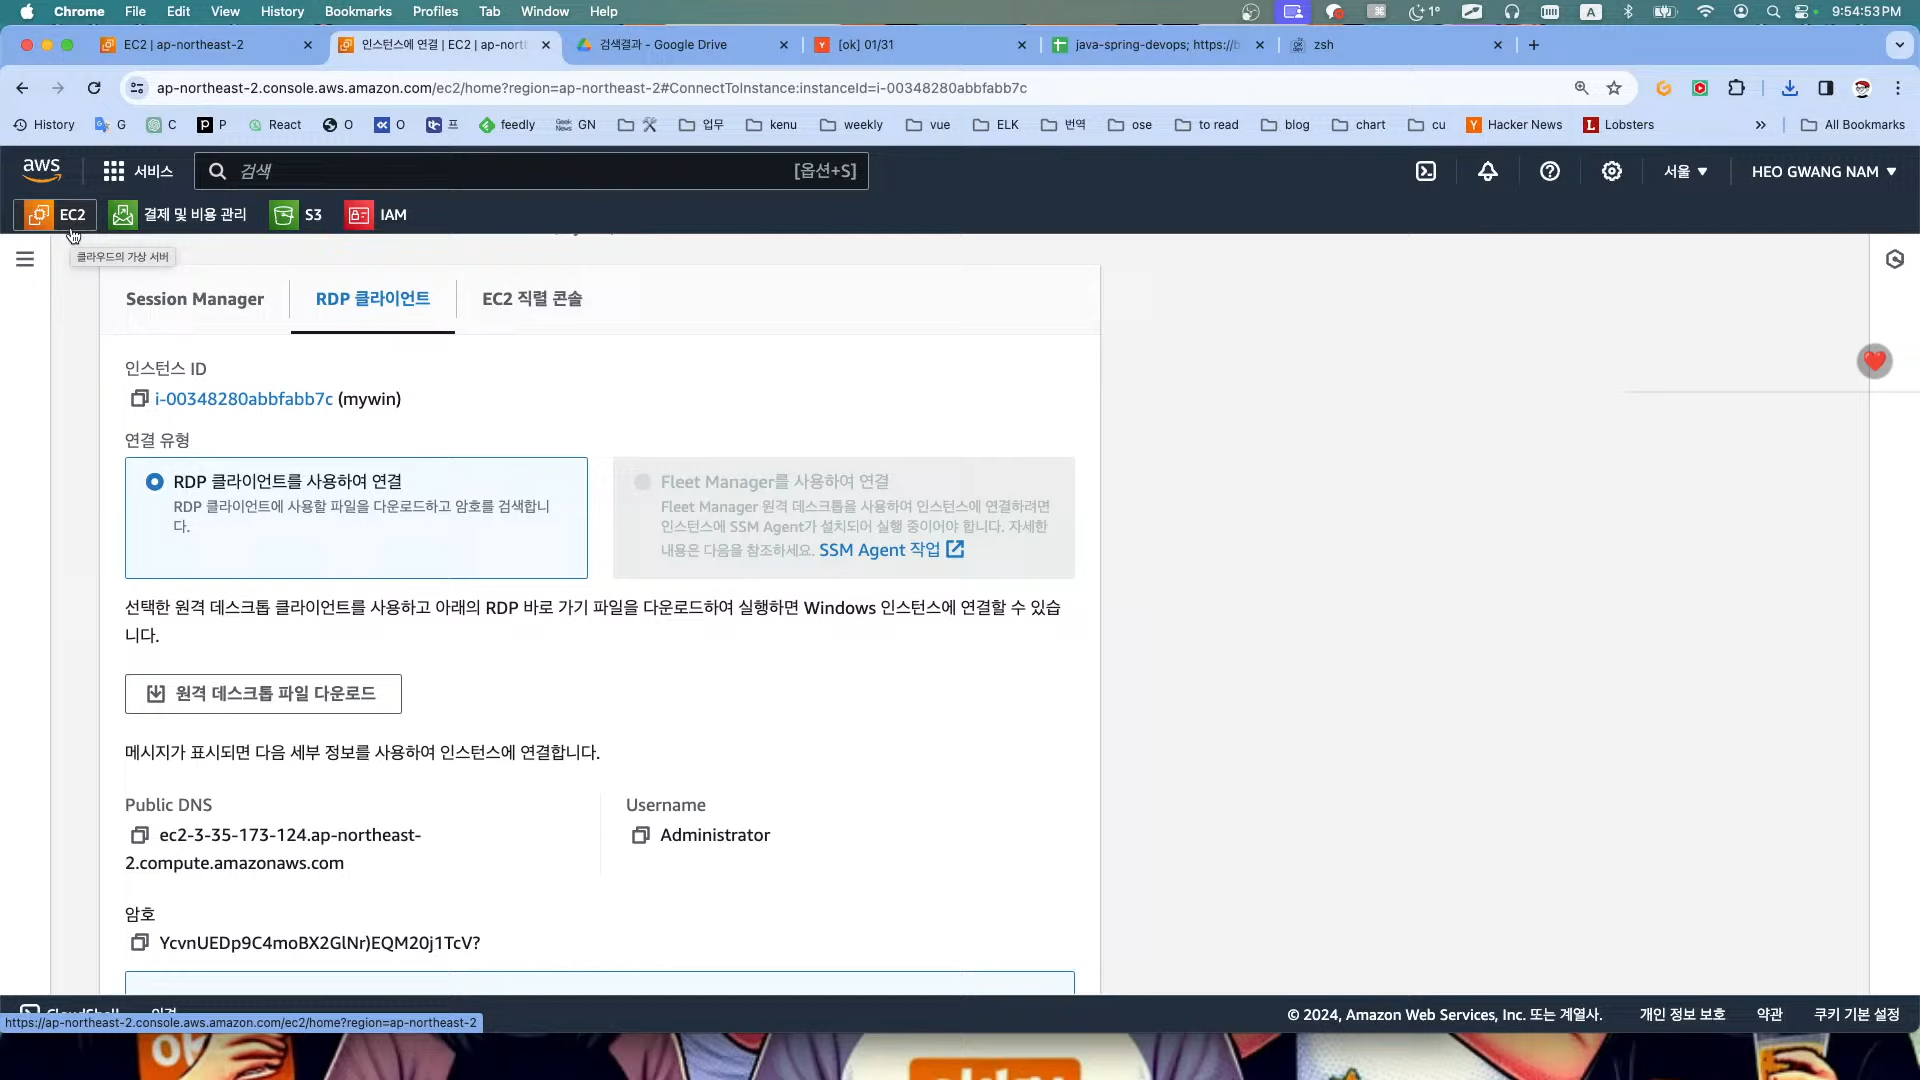 Chrome File Edit View History Bookmarks Profiles Tab Window Help 1° A 9:54:53 PM
EC2 | ap-northeast-2 인스턴스에 연결 | EC2 | ap-nort 검색결과 - Google Drive [ok] 01/31 java-spring-devops; https://b zsh
ap-northeast-2.console.aws.amazon.com/ec2/home?region=ap-northeast-2#ConnectToInstance:instanceId=i-00348280abbfabb7c
History G C P React O O 프 feedly GN 업무 kenu weekly vue ELK 번역 ose to read blog chart cu Hacker News Lobsters » All Bookmarks
aws 서비스 검색 [옵션+S] 서울 ▼ HEO GWANG NAM ▼
EC2 결제 및 비용 관리 S3 IAM
클라우드의 가상 서버
Session Manager RDP 클라이언트 EC2 직렬 콘솔
인스턴스 ID
i-00348280abbfabb7c (mywin)
연결 유형
RDP 클라이언트를 사용하여 연결
RDP 클라이언트에 사용할 파일을 다운로드하고 암호를 검색합니
다.
Fleet Manager를 사용하여 연결
Fleet Manager 원격 데스크톱을 사용하여 인스턴스에 연결하려면
인스턴스에 SSM Agent가 설치되어 실행 중이어야 합니다. 자세한
내용은 다음을 참조하세요. SSM Agent 작업
선택한 원격 데스크톱 클라이언트를 사용하고 아래의 RDP 바로 가기 파일을 다운로드하여 실행하면 Windows 인스턴스에 연결할 수 있습
니다.
원격 데스크톱 파일 다운로드
메시지가 표시되면 다음 세부 정보를 사용하여 인스턴스에 연결합니다.
Public DNS
ec2-3-35-173-124.ap-northeast-
2.compute.amazonaws.com
Username
Administrator
암호
YcvnUEDp9C4moBX2GlNr)EQM20j1TcV?
© 2024, Amazon Web Services, Inc. 또는 계열사. 개인 정보 보호 약관 쿠키 기본 설정
https://ap-northeast-2.console.aws.amazon.com/ec2/home?region=ap-northeast-2